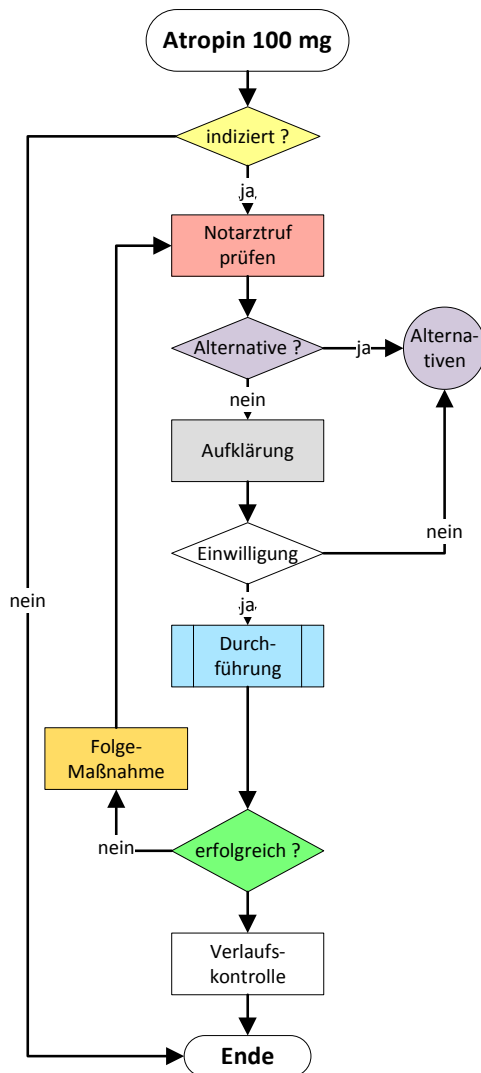 Atropin 100 mg
indiziert ?
ja
Notarztruf
prüfen
Alternative ?
ja
Alterna-
tiven
nein
Aufklärung
Einwilligung
nein
nein
ja
Durch-
führung
Folge-
Maßnahme
nein
erfolgreich ?
Verlaufs-
kontrolle
Ende